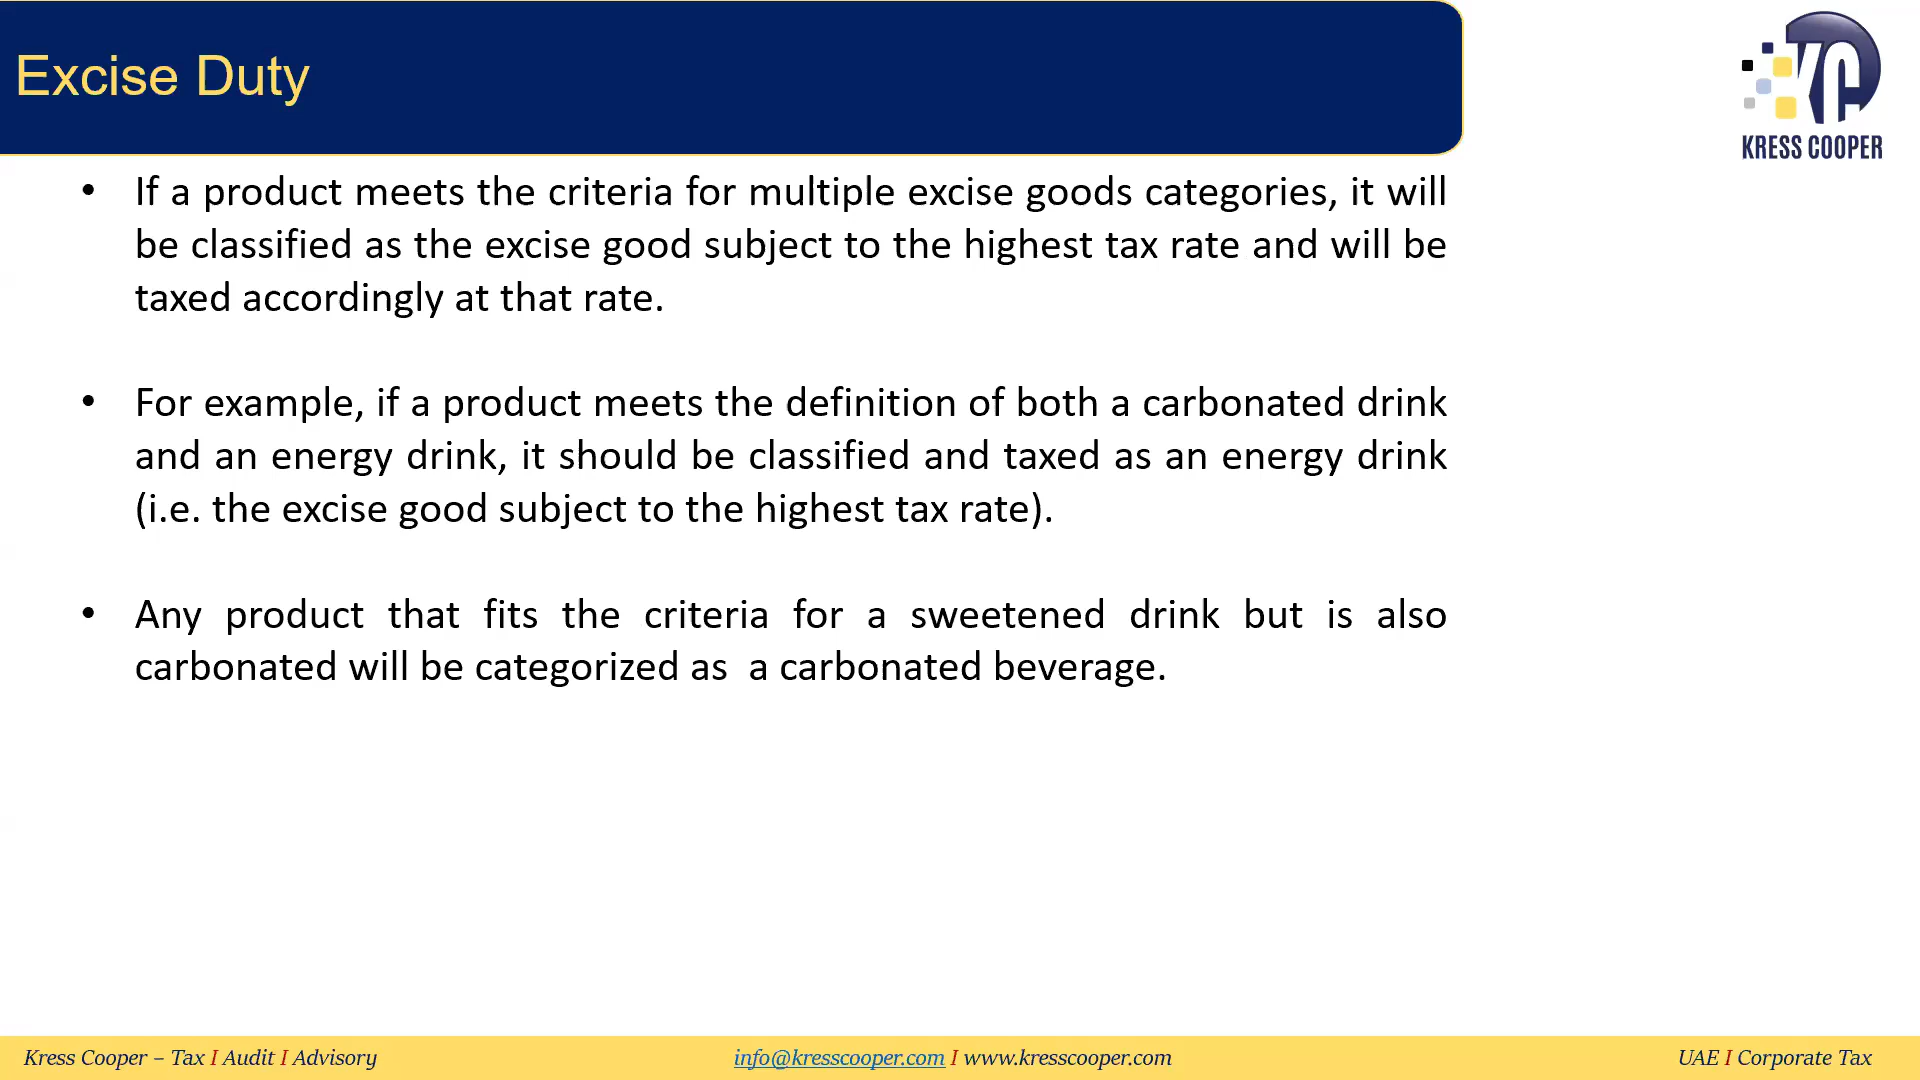 Excise Duty
KC
KRESS COOPER
• If a product meets the criteria for multiple excise goods categories, it will
be classified as the excise good subject to the highest tax rate and will be
taxed accordingly at that rate.
• For example, if a product meets the definition of both a carbonated drink
and an energy drink, it should be classified and taxed as an energy drink
(i.e. the excise good subject to the highest tax rate).
• Any product that fits the criteria for a sweetened drink but is also
carbonated will be categorized as  a carbonated beverage.
Kress Cooper – Tax I Audit I Advisory
info@kresscooper.com I www.kresscooper.com
UAE I Corporate Tax